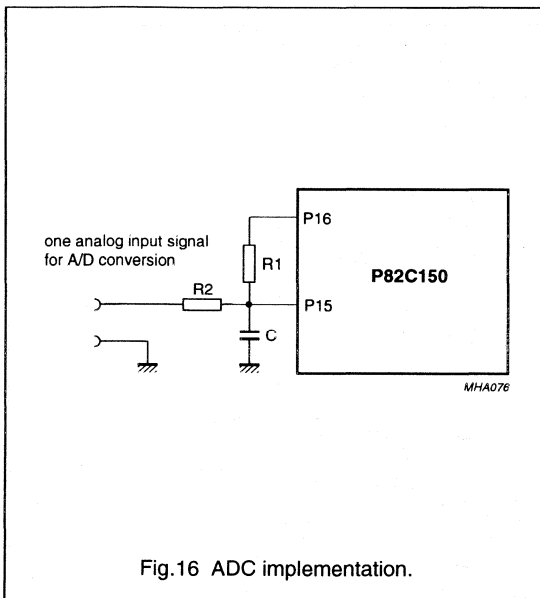 one analog input signal
for A/D conversion
P16
R1
P82C150
R2
P15
C
MHA076
Fig.16 ADC implementation.